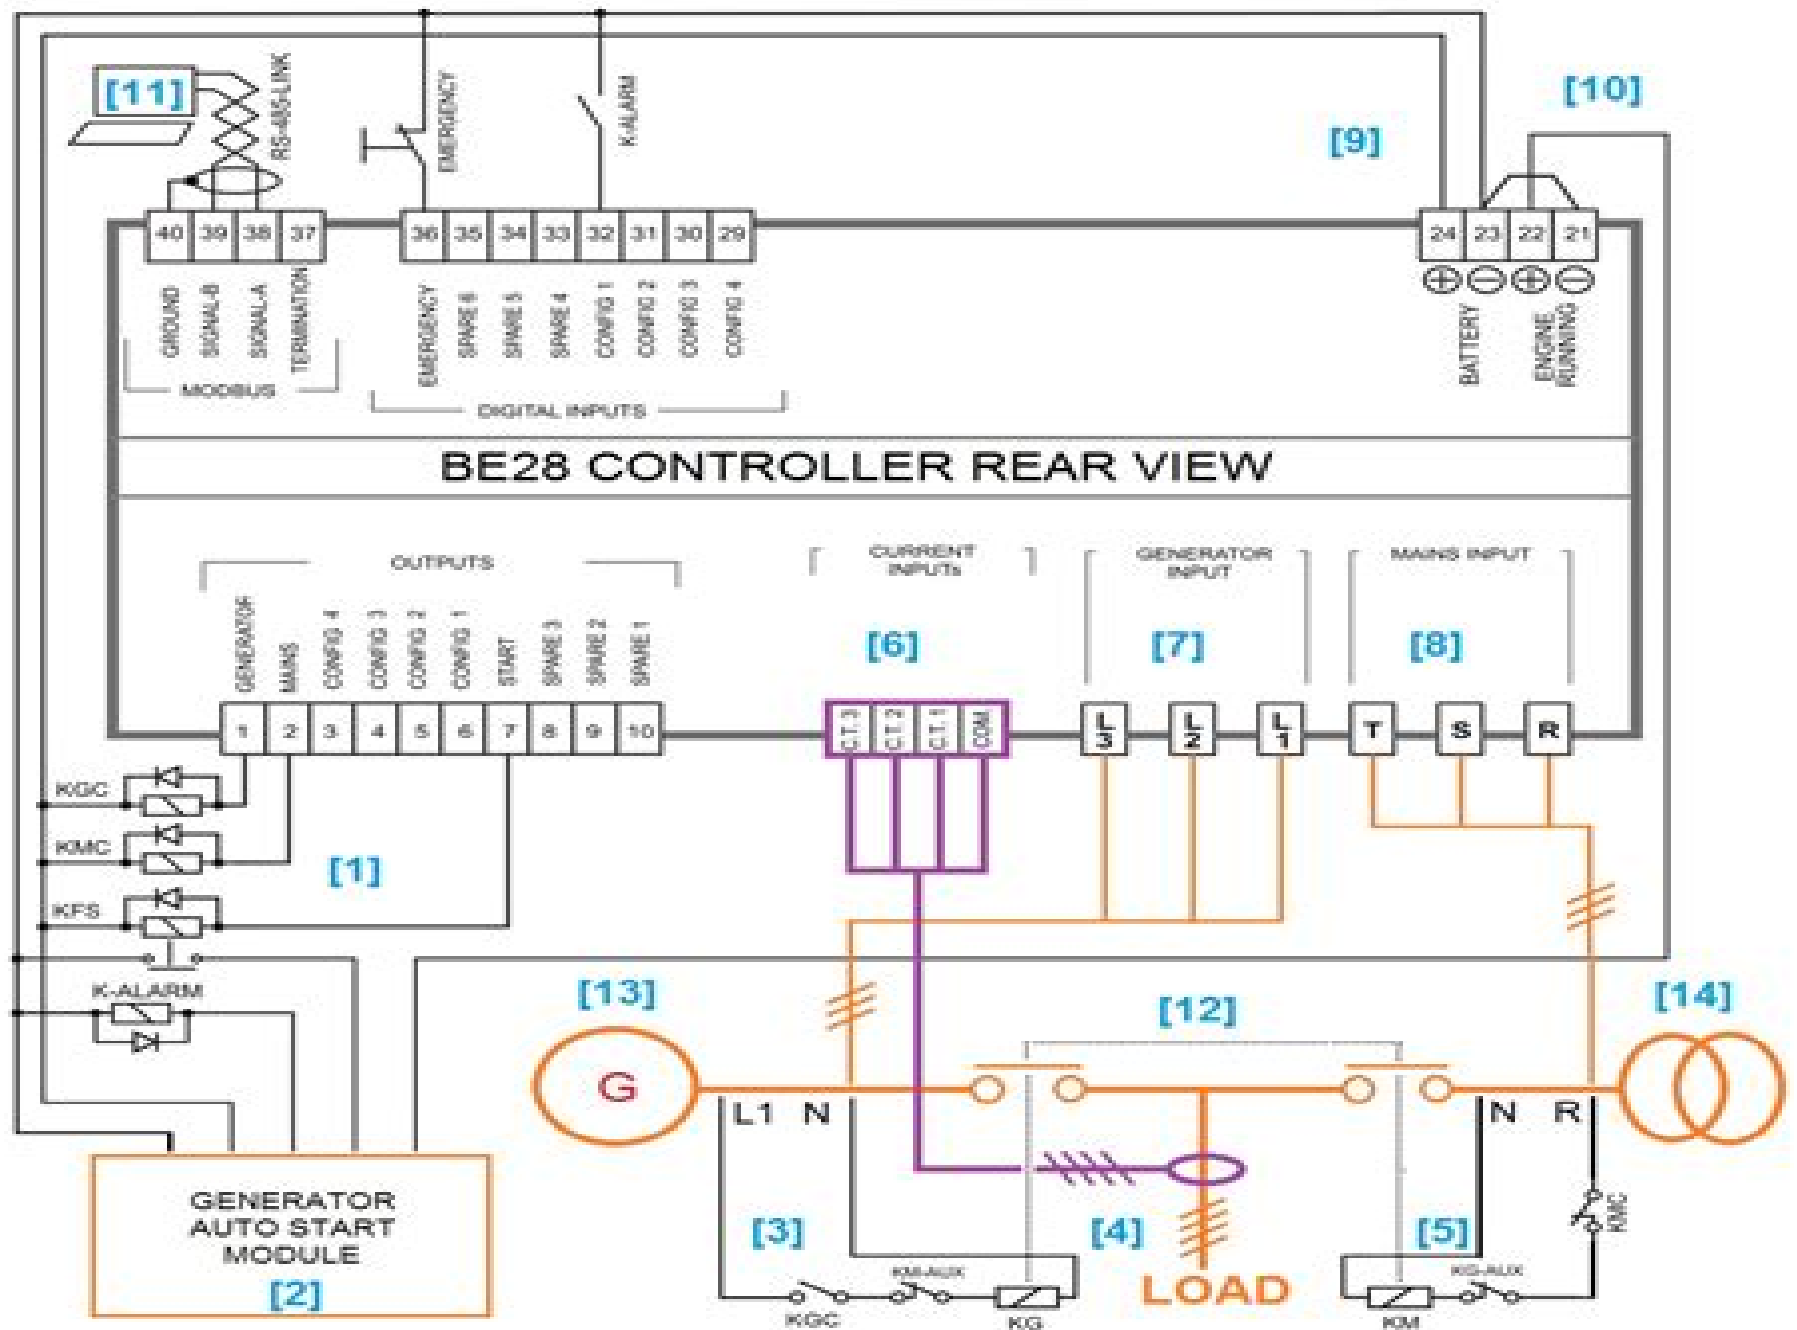 [11]
RS-485-LINK
EMERGENCY
K-ALARM
[9]
[10]
40 39 38 37
36 35 34 33 32 31 30 29
24 23 22 21
GROUND
SIGNAL-B
SIGNAL-A
TERMINATION
MODBUS
EMERGENCY
SPARE 6
SPARE 5
SPARE 4
CONFIG 1
CONFIG 2
CONFIG 3
CONFIG 4
DIGITAL INPUTS
BATTERY
ENGINE
RUNNING
BE28 CONTROLLER REAR VIEW
OUTPUTS
CURRENT
INPUTs
GENERATOR
INPUT
MAINS INPUT
GENERATOR
MAINS
CONFIG 4
CONFIG 3
CONFIG 2
CONFIG 1
START
SPARE 3
SPARE 2
SPARE 1
[6]
[7]
[8]
1 2 3 4 5 6 7 8 9 10
C.T. 3
C.T. 2
C.T. 1
COM
L3
L2
L1
T
S
R
KGC
KMC
[1]
KFS
K-ALARM
[13]
[12]
[14]
G
L1 N
N R
GENERATOR
AUTO START
MODULE
[2]
[3]
[4]
[5]
KMC
KM-AUX
KG-AUX
LOAD
KGC
KG
KM